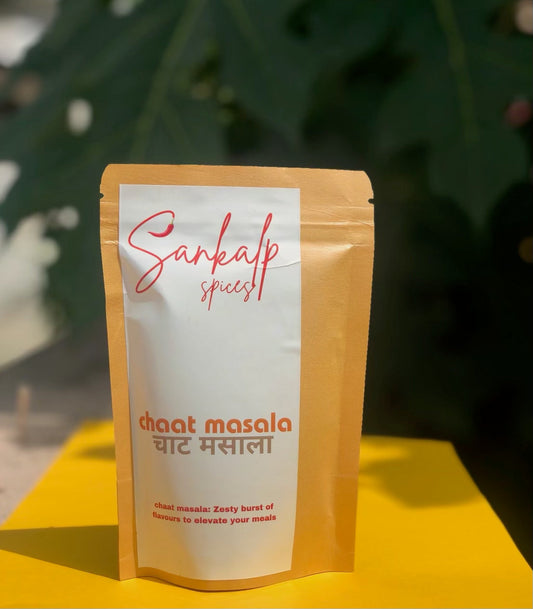 Sankalp
spices
chaat masala
चाट मसाला
chaat masala: Zesty burst of
flavours to elevate your meals